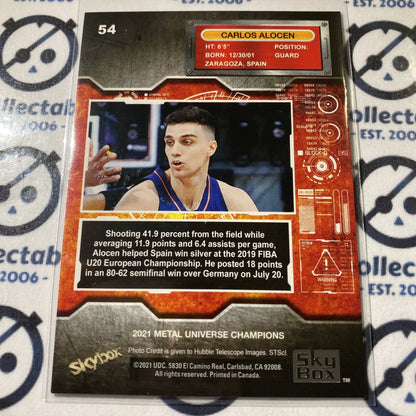 54
CARLOS ALOCEN
HT: 6'5" POSITION:
BORN: 12/30/01 GUARD
ZARAGOZA, SPAIN
BLOCK-B
WARNING
Shooting 41.9 percent from the field while
averaging 11.9 points and 6.4 assists per game,
Alocen helped Spain win silver at the 2019 FIBA
U20 European Championship. He posted 18 points
in an 80-62 semifinal win over Germany on July 20.
2021 METAL UNIVERSE CHAMPIONS
Photo Credit is given to Hubble Telescope Images. STScI.
Skybox
©2021 UDC. 5830 El Camino Real, Carlsbad, CA 92008.
All rights reserved. Printed in Canada.
Sky
Box
TM